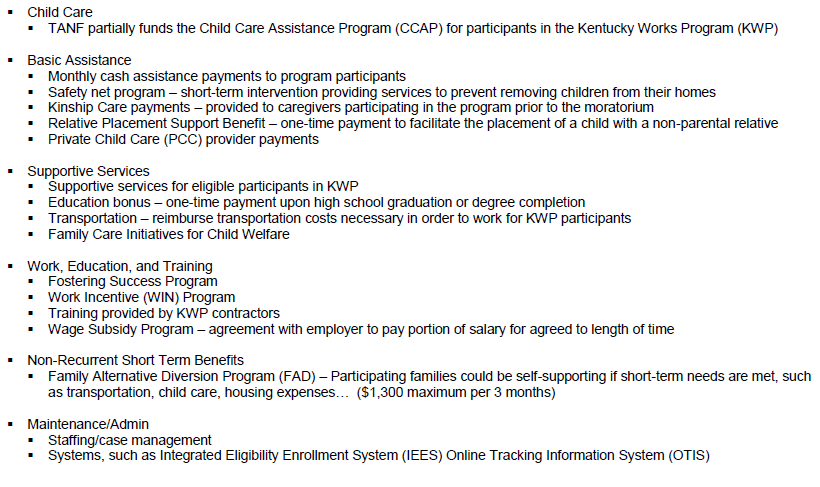 ▪ Child Care
▪ TANF partially funds the Child Care Assistance Program (CCAP) for participants in the Kentucky Works Program (KWP)
▪ Basic Assistance
▪ Monthly cash assistance payments to program participants
▪ Safety net program – short-term intervention providing services to prevent removing children from their homes
▪ Kinship Care payments – provided to caregivers participating in the program prior to the moratorium
▪ Relative Placement Support Benefit – one-time payment to facilitate the placement of a child with a non-parental relative
▪ Private Child Care (PCC) provider payments
▪ Supportive Services
▪ Supportive services for eligible participants in KWP
▪ Education bonus – one-time payment upon high school graduation or degree completion
▪ Transportation – reimburse transportation costs necessary in order to work for KWP participants
▪ Family Care Initiatives for Child Welfare
▪ Work, Education, and Training
▪ Fostering Success Program
▪ Work Incentive (WIN) Program
▪ Training provided by KWP contractors
▪ Wage Subsidy Program – agreement with employer to pay portion of salary for agreed to length of time
▪ Non-Recurrent Short Term Benefits
▪ Family Alternative Diversion Program (FAD) – Participating families could be self-supporting if short-term needs are met, such
as transportation, child care, housing expenses… ($1,300 maximum per 3 months)
▪ Maintenance/Admin
▪ Staffing/case management
▪ Systems, such as Integrated Eligibility Enrollment System (IEES) Online Tracking Information System (OTIS)